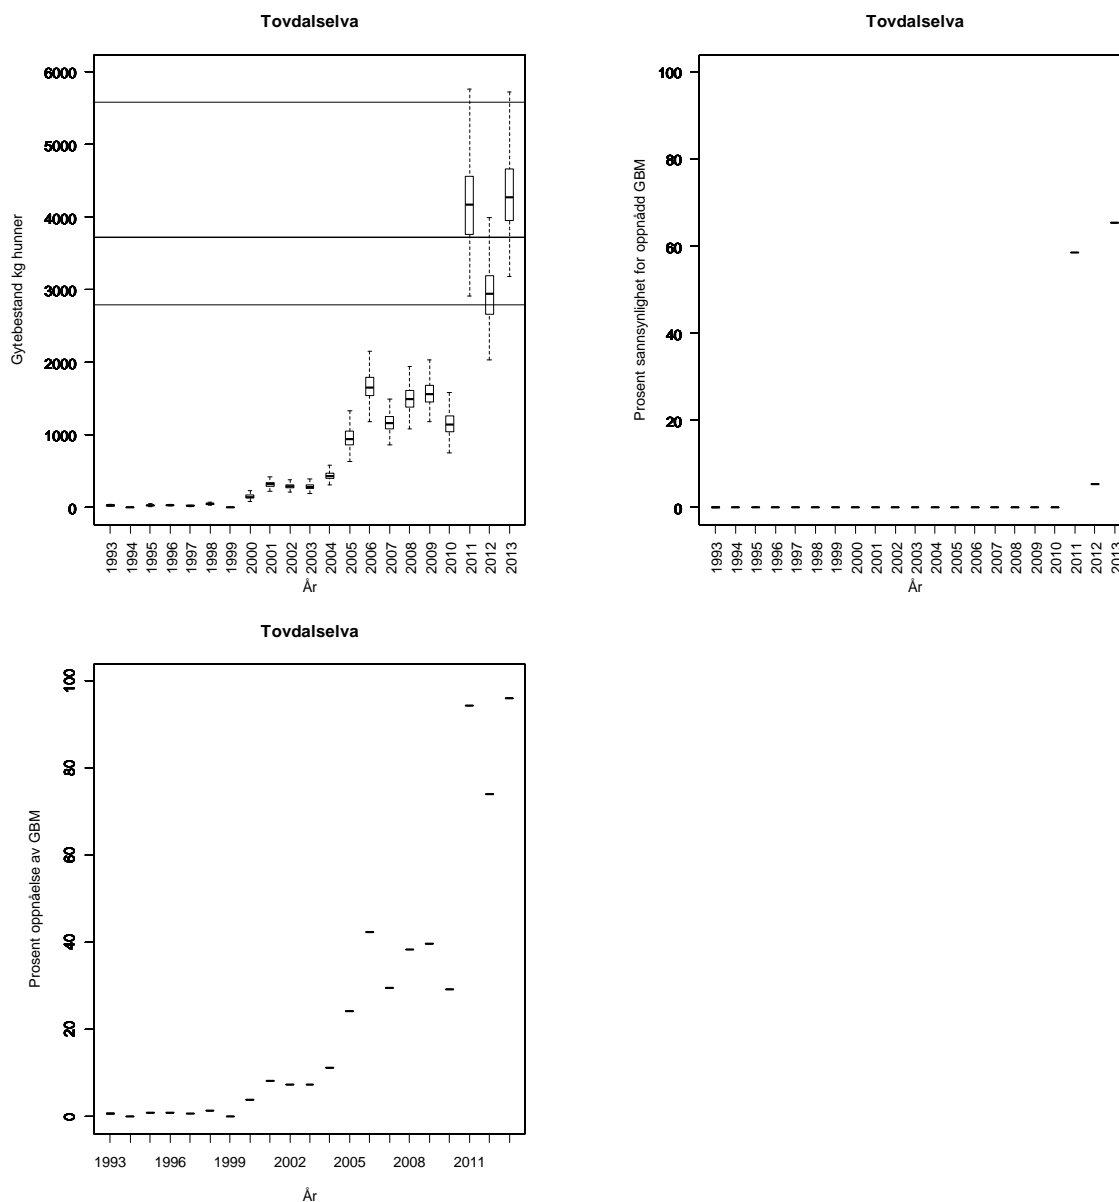 Tovdalselva
Gytebestand kg hunner
6000
5000
4000
3000
2000
1000
0
1993 1994 1995 1996 1997 1998 1999 2000 2001 2002 2003 2004 2005 2006 2007 2008 2009 2010 2011 2012 2013
År
Tovdalselva
Prosent sannsynlighet for oppnådd GBM
100
80
60
40
20
0
1993 1994 1995 1996 1997 1998 1999 2000 2001 2002 2003 2004 2005 2006 2007 2008 2009 2010 2011 2012 2013
År
Tovdalselva
Prosent oppnåelse av GBM
100
80
60
40
20
0
1993 1996 1999 2002 2005 2008 2011
År